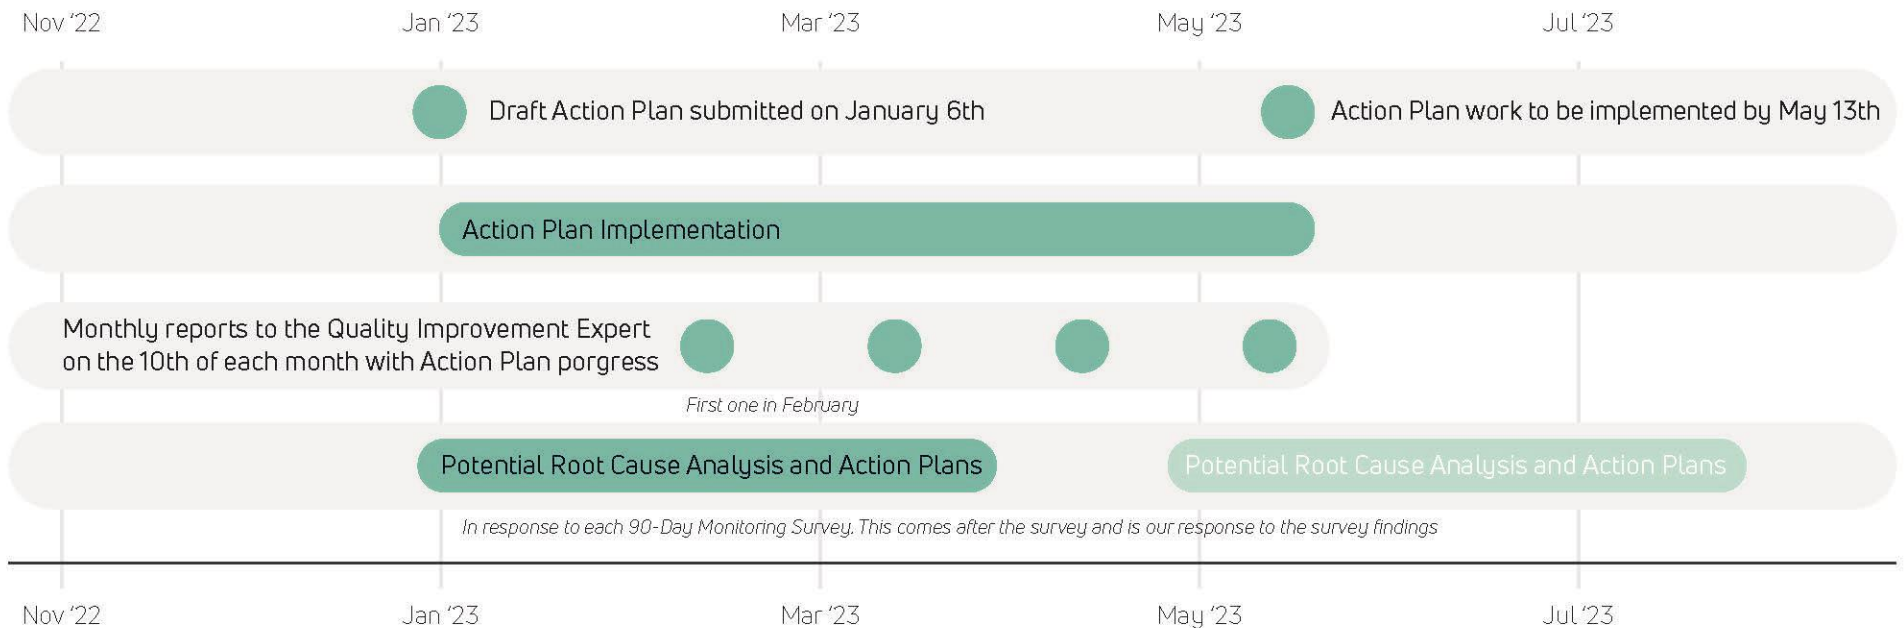 Nov ‘22 Jan ‘23 Mar ‘23 May ‘23 Jul ‘23
Draft Action Plan submitted on January 6th
Action Plan work to be implemented by May 13th
Action Plan Implementation
Monthly reports to the Quality Improvement Expert
on the 10th of each month with Action Plan porgress
First one in February
Potential Root Cause Analysis and Action Plans
Potential Root Cause Analysis and Action Plans
In response to each 90-Day Monitoring Survey. This comes after the survey and is our response to the survey findings
Nov ‘22 Jan ‘23 Mar ‘23 May ‘23 Jul ‘23